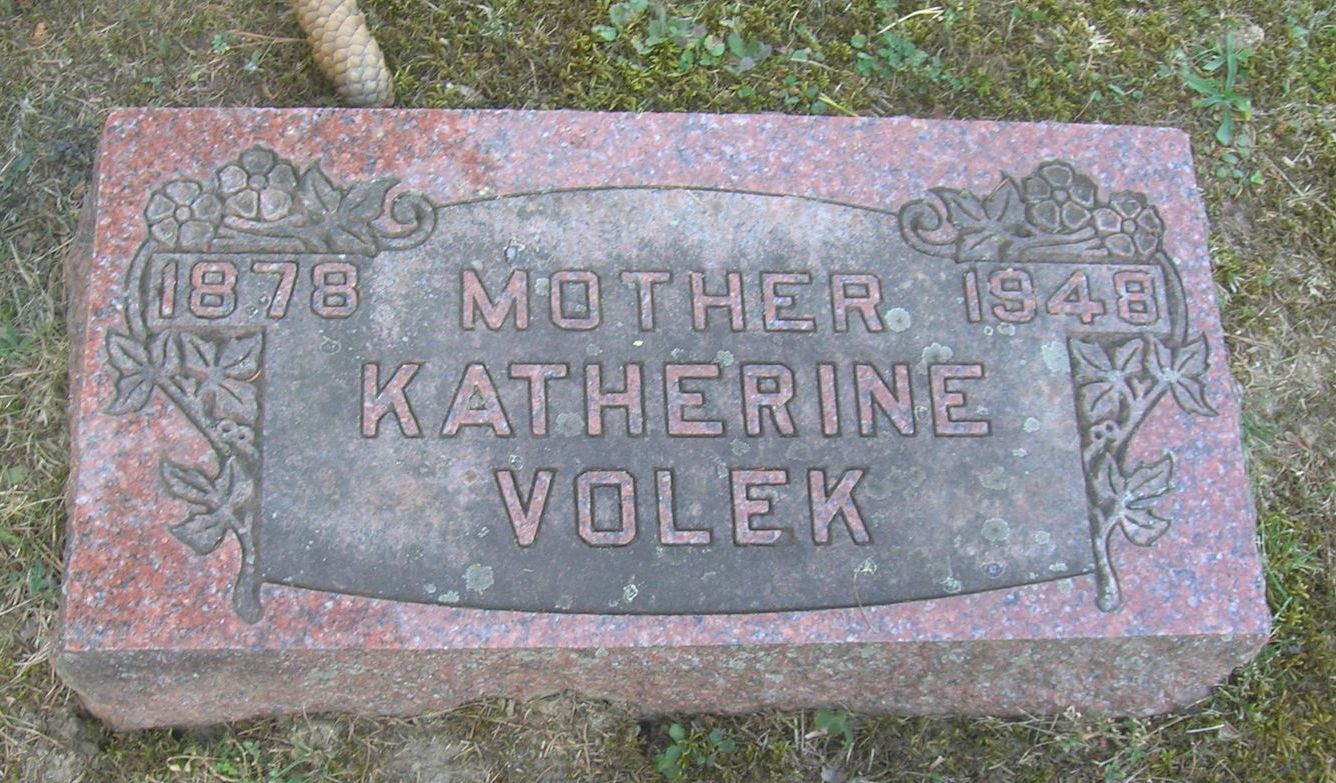 1878 MOTHER 1948
KATHERINE
VOLEK